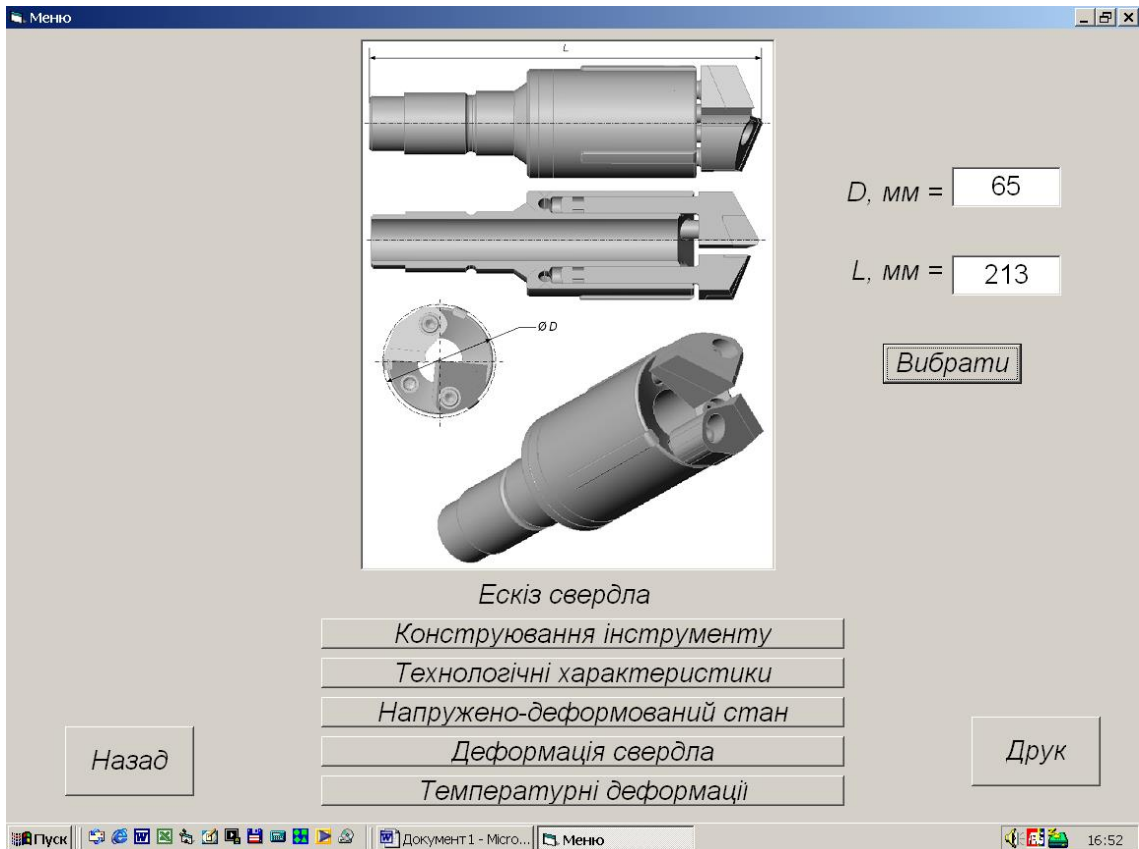 Меню
L
D, мм = 65
L, мм = 213
Ø D
Вибрати
Ескіз свердла
Конструювання інструменту
Технологічні характеристики
Напружено-деформований стан
Деформація свердла
Температурні деформації
Назад
Друк
Пуск
Документ1 - Micro...
Меню
16:52